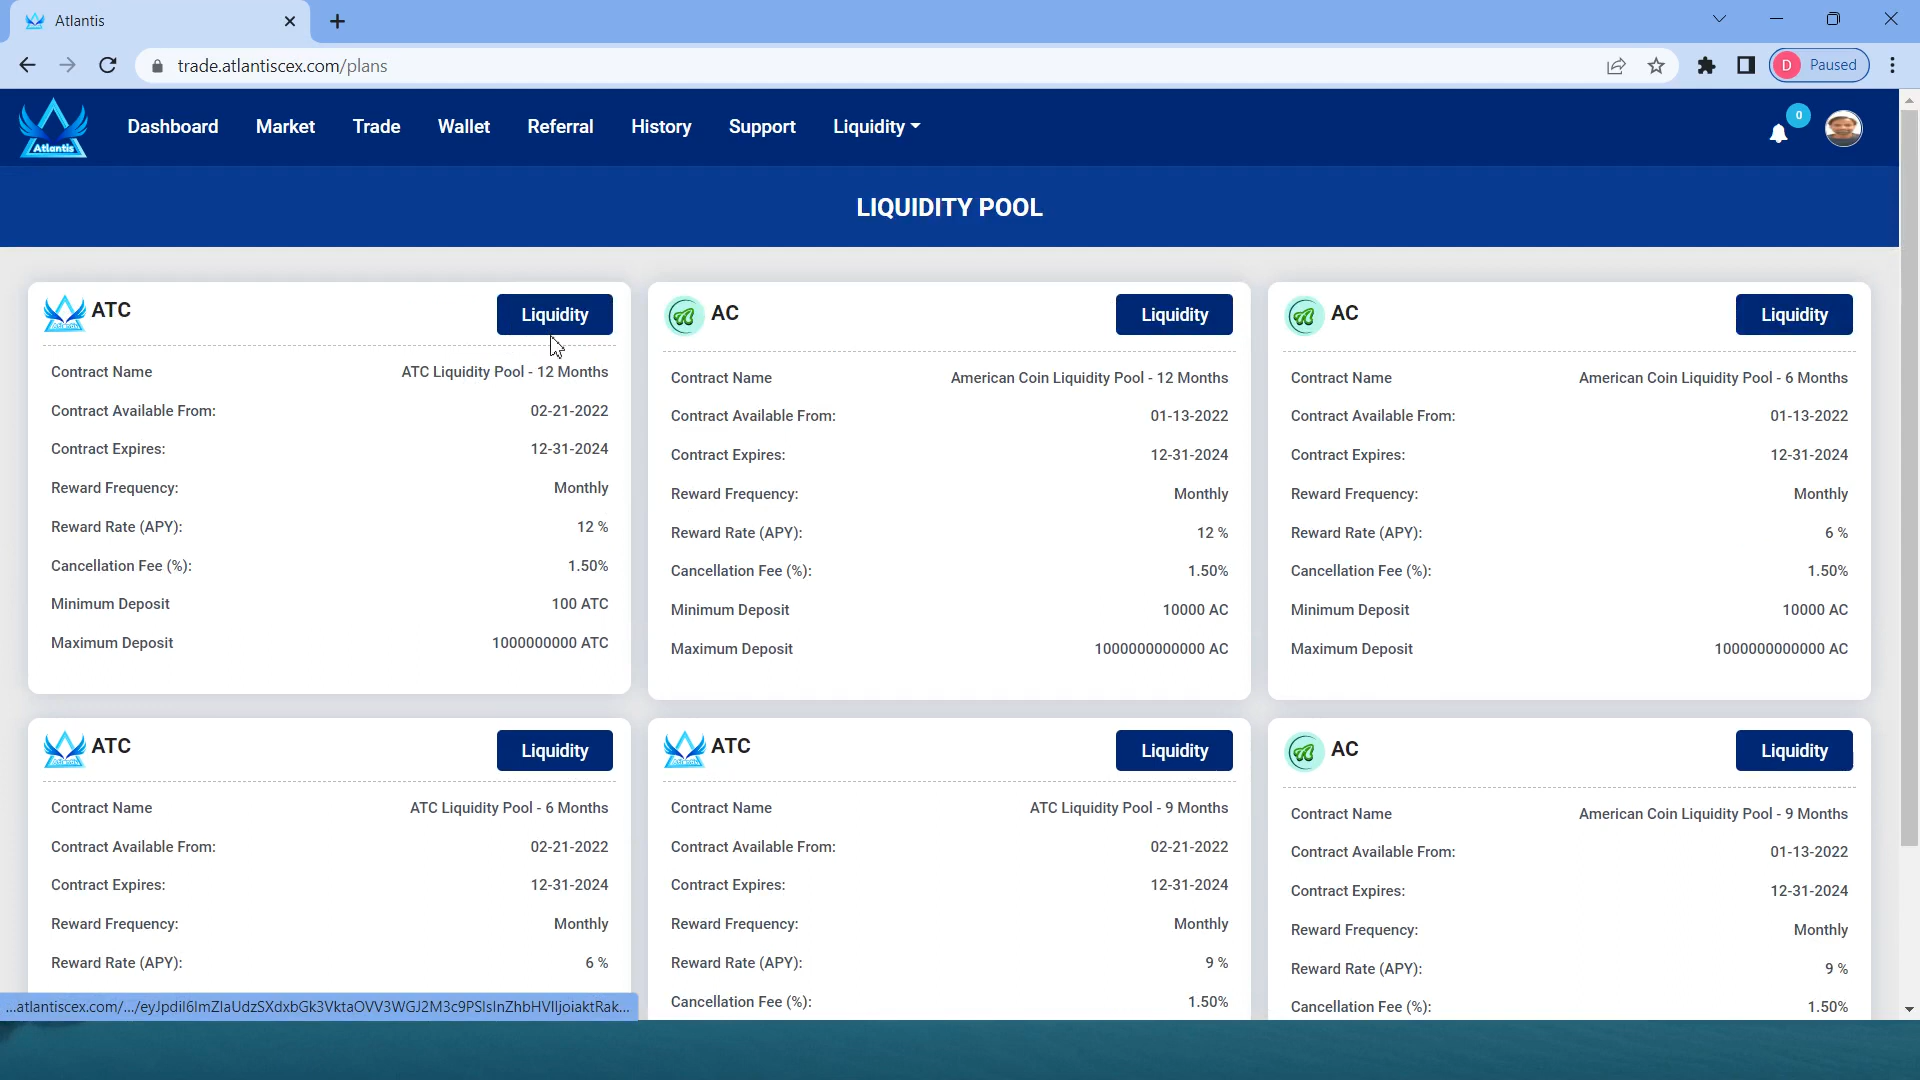 Atlantis
trade.atlantiscex.com/plans
D Paused
Atlantis
Dashboard Market Trade Wallet Referral History Support Liquidity
0
LIQUIDITY POOL
ATC Liquidity
Contract Name ATC Liquidity Pool - 12 Months
Contract Available From: 02-21-2022
Contract Expires: 12-31-2024
Reward Frequency: Monthly
Reward Rate (APY): 12 %
Cancellation Fee (%): 1.50%
Minimum Deposit 100 ATC
Maximum Deposit 1000000000 ATC
AC Liquidity
Contract Name American Coin Liquidity Pool - 12 Months
Contract Available From: 01-13-2022
Contract Expires: 12-31-2024
Reward Frequency: Monthly
Reward Rate (APY): 12 %
Cancellation Fee (%): 1.50%
Minimum Deposit 10000 AC
Maximum Deposit 1000000000000 AC
AC Liquidity
Contract Name American Coin Liquidity Pool - 6 Months
Contract Available From: 01-13-2022
Contract Expires: 12-31-2024
Reward Frequency: Monthly
Reward Rate (APY): 6 %
Cancellation Fee (%): 1.50%
Minimum Deposit 10000 AC
Maximum Deposit 1000000000000 AC
ATC Liquidity
Contract Name ATC Liquidity Pool - 6 Months
Contract Available From: 02-21-2022
Contract Expires: 12-31-2024
Reward Frequency: Monthly
Reward Rate (APY): 6 %
ATC Liquidity
Contract Name ATC Liquidity Pool - 9 Months
Contract Available From: 02-21-2022
Contract Expires: 12-31-2024
Reward Frequency: Monthly
Reward Rate (APY): 9 %
Cancellation Fee (%): 1.50%
AC Liquidity
Contract Name American Coin Liquidity Pool - 9 Months
Contract Available From: 01-13-2022
Contract Expires: 12-31-2024
Reward Frequency: Monthly
Reward Rate (APY): 9 %
Cancellation Fee (%): 1.50%